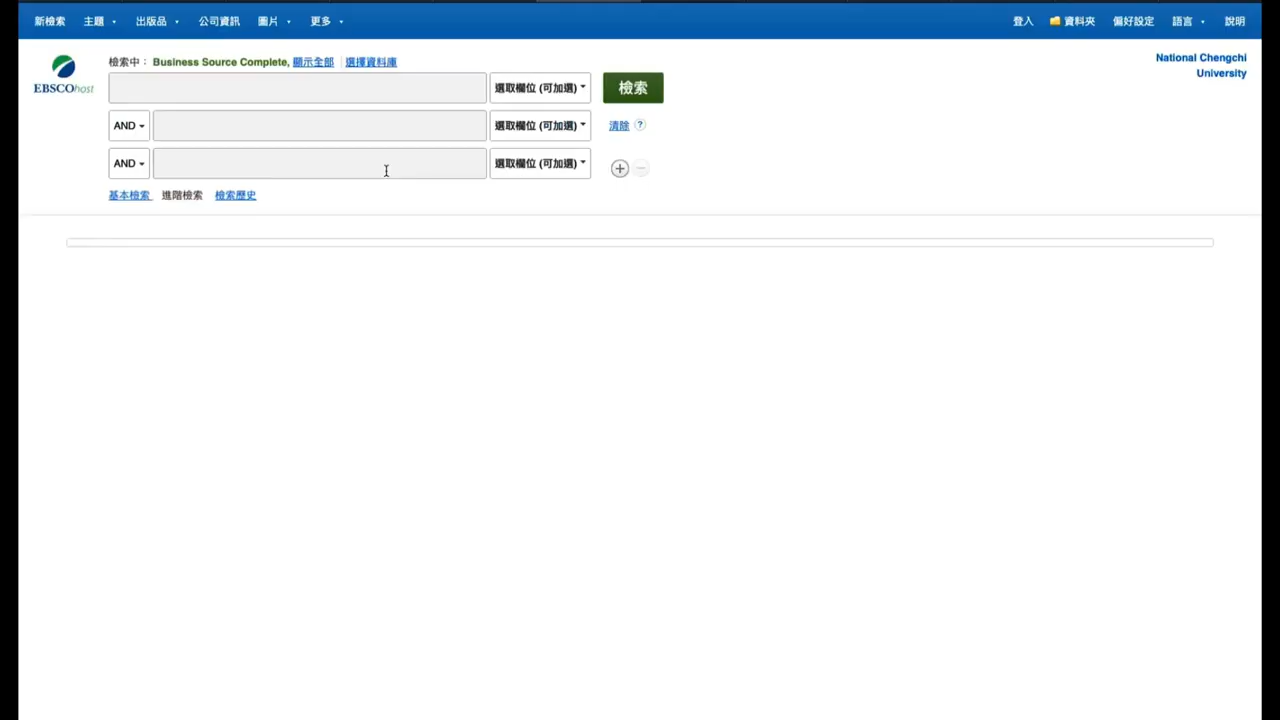 新檢索 主題 出版品 公司資訊 圖片 更多 登入 資料夾 偏好設定 語言 說明
檢索中： Business Source Complete, 顯示全部 選擇資料庫
National Chengchi University
EBSCOhost
選取欄位 (可加選) 檢索
AND 選取欄位 (可加選) 清除 ?
AND 選取欄位 (可加選)
基本檢索 進階檢索 檢索歷史